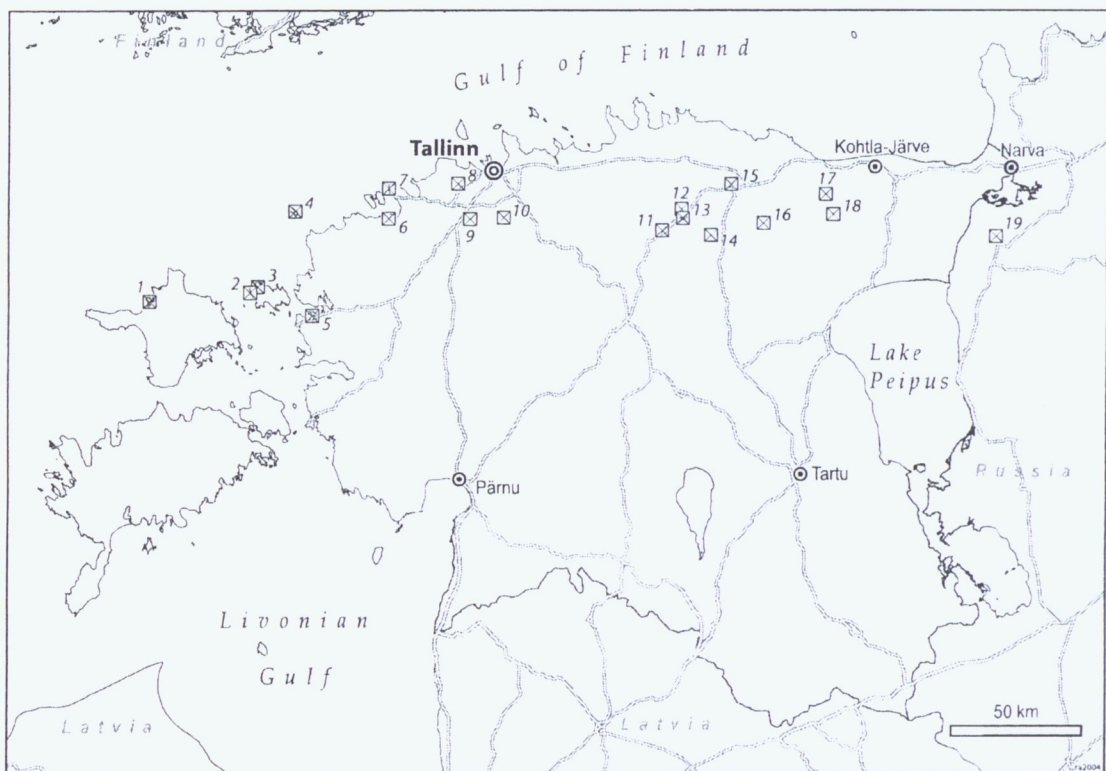 Finland
Gulf of Finland
Tallinn
Kohtla-Järve
Narva
7
8
15
17
4
12
6
9
10
13
16
18
11
14
19
3
2
1
5
Lake
Peipus
Tartu
Russia
Pärnu
Livonian
Gulf
Latvia
Latvia
50 km
ra2004